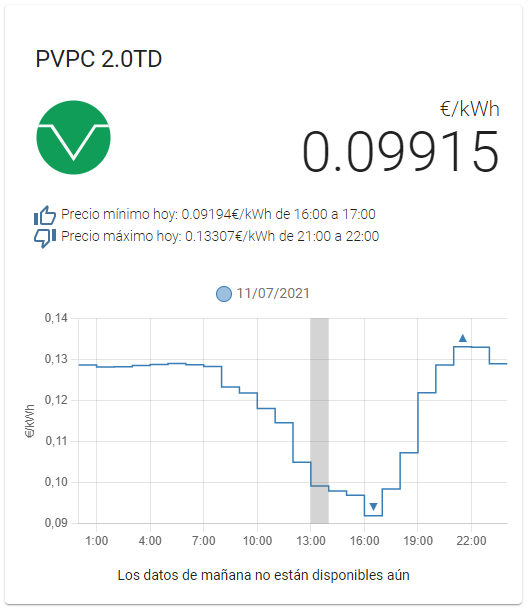 PVPC 2.0TD
€/kWh
0.09915
Precio mínimo hoy: 0.09194€/kWh de 16:00 a 17:00
Precio máximo hoy: 0.13307€/kWh de 21:00 a 22:00
11/07/2021
€/kWh
0,14
0,13
0,12
0,11
0,10
0,09
1:00 4:00 7:00 10:00 13:00 16:00 19:00 22:00
Los datos de mañana no están disponibles aún